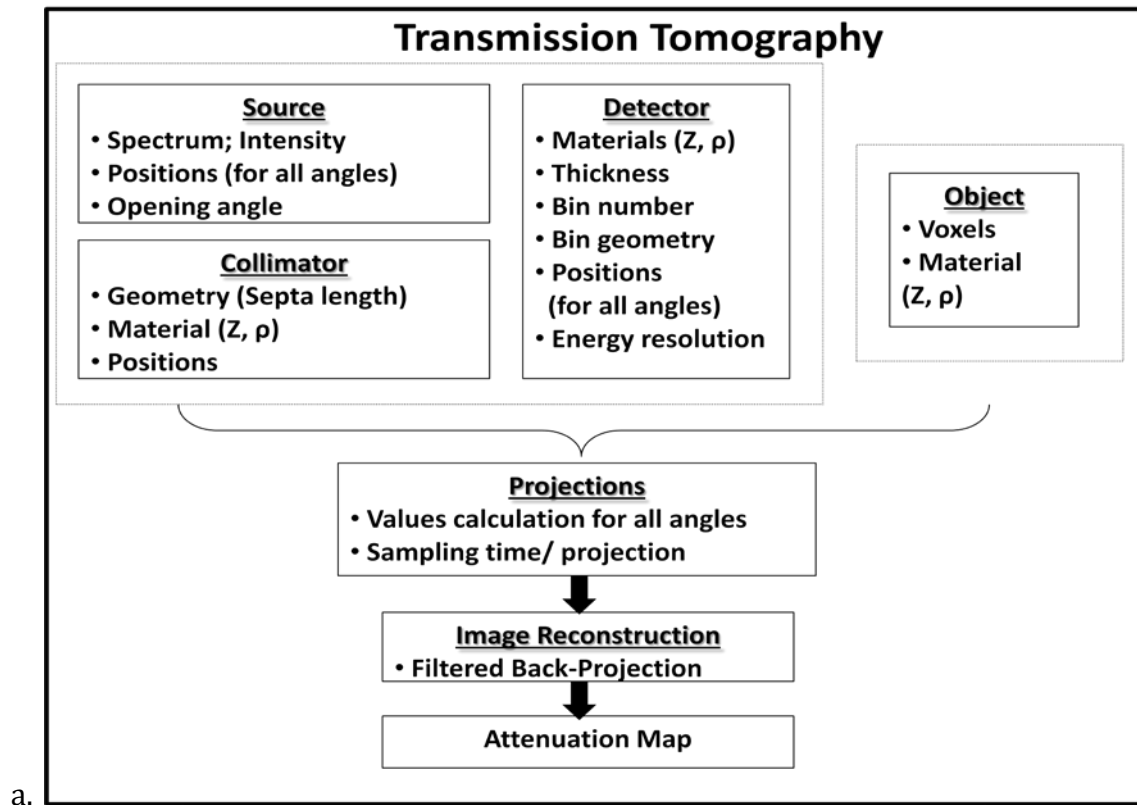 Transmission Tomography
Source
• Spectrum; Intensity
• Positions (for all angles)
• Opening angle
Collimator
• Geometry (Septa length)
• Material (Z, ρ)
• Positions
Detector
• Materials (Z, ρ)
• Thickness
• Bin number
• Bin geometry
• Positions
(for all angles)
• Energy resolution
Object
• Voxels
• Material
(Z, ρ)
Projections
• Values calculation for all angles
• Sampling time/ projection
Image Reconstruction
• Filtered Back-Projection
Attenuation Map
a.